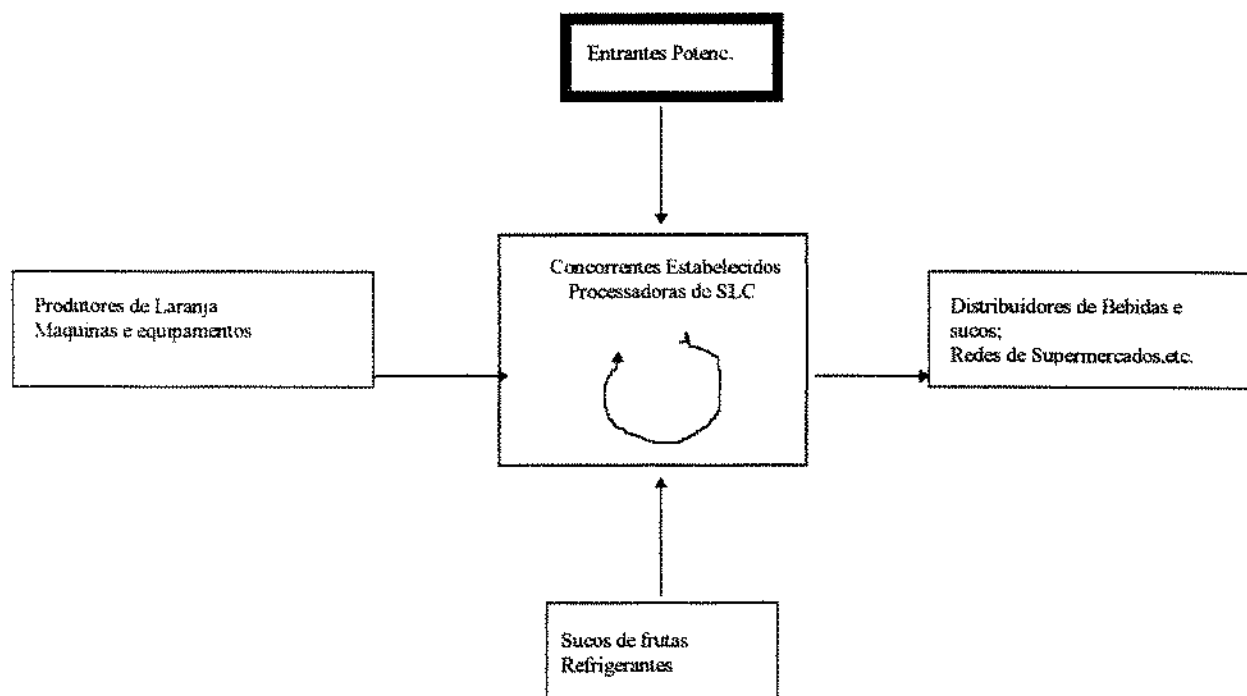 Entrantes Potenc.
Concorrentes Estabelecidos
Processadoras de SLC
Produtores de Laranja
Maquinas e equipamentos
Distribuidores de Bebidas e
sucos;
Redes de Supermercados,etc.
Sucos de frutas
Refrigerantes